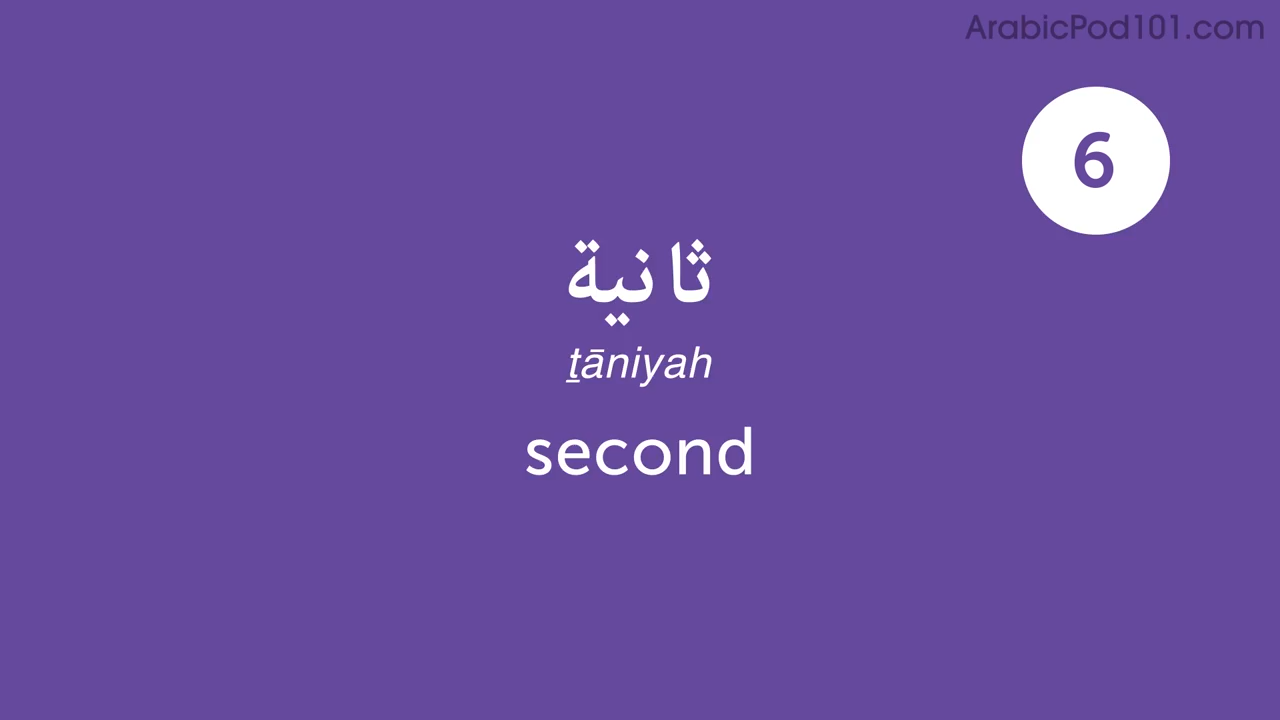 ArabicPod101.com
6
ثانية
ṯāniyah
second